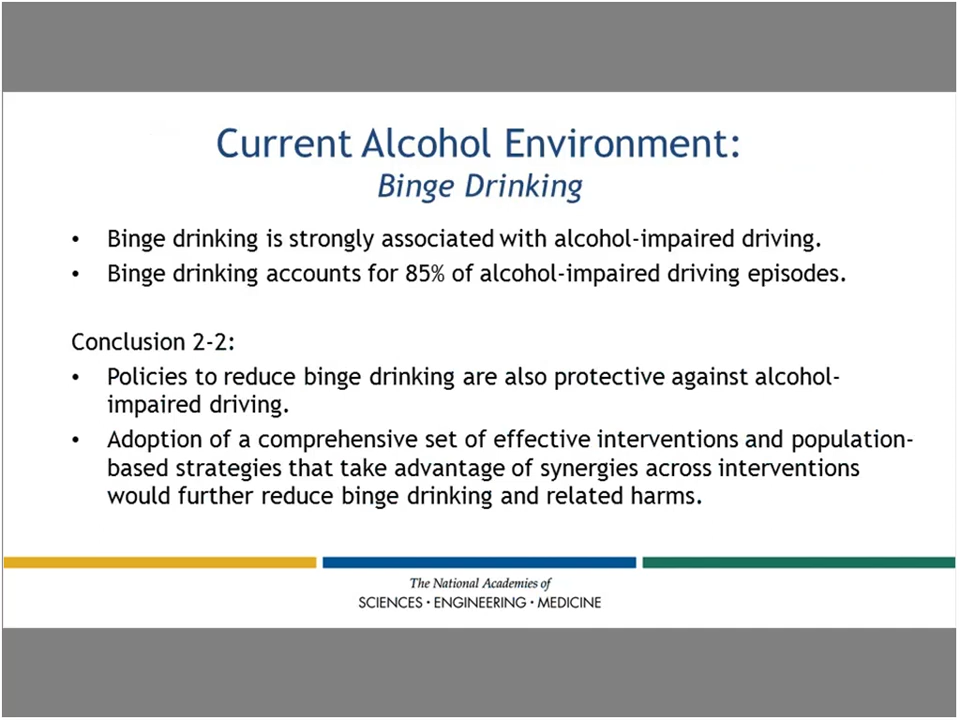 Current Alcohol Environment:
Binge Drinking
• Binge drinking is strongly associated with alcohol-impaired driving.
• Binge drinking accounts for 85% of alcohol-impaired driving episodes.
Conclusion 2-2:
• Policies to reduce binge drinking are also protective against alcohol-
impaired driving.
• Adoption of a comprehensive set of effective interventions and population-
based strategies that take advantage of synergies across interventions
would further reduce binge drinking and related harms.
The National Academies of
SCIENCES · ENGINEERING · MEDICINE